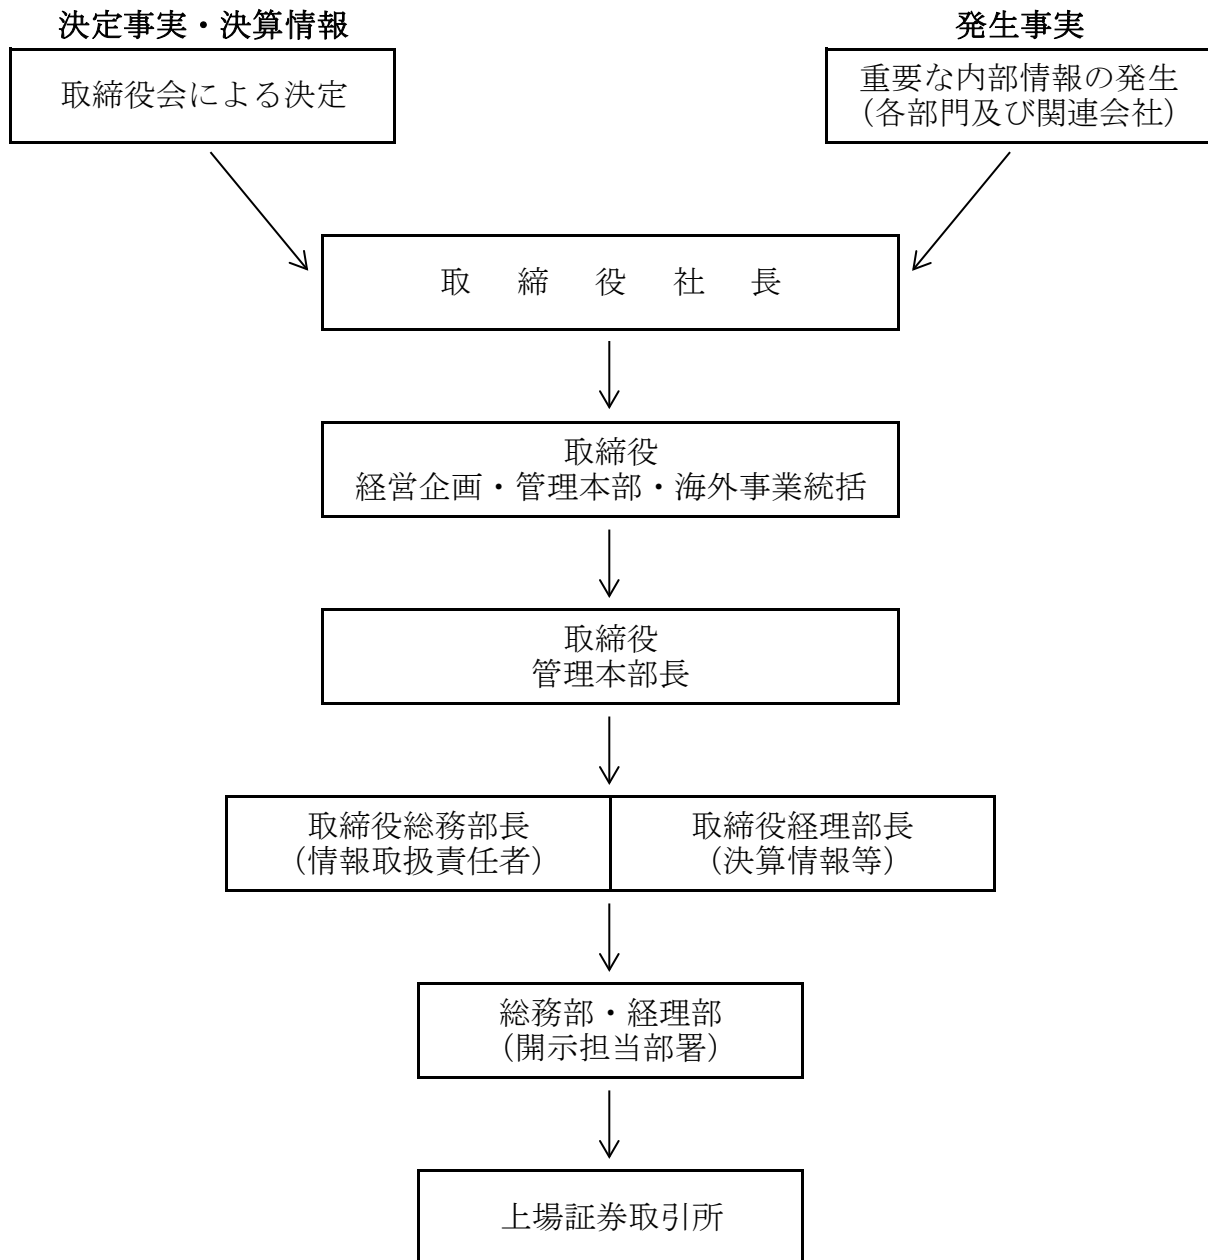 決定事実・決算情報
発生事実
取締役会による決定
重要な内部情報の発生
（各部門及び関連会社）
取締役社長
取締役
経営企画・管理本部・海外事業統括
取締役
管理本部長
取締役総務部長
（情報取扱責任者）
取締役経理部長
（決算情報等）
総務部・経理部
（開示担当部署）
上場証券取引所